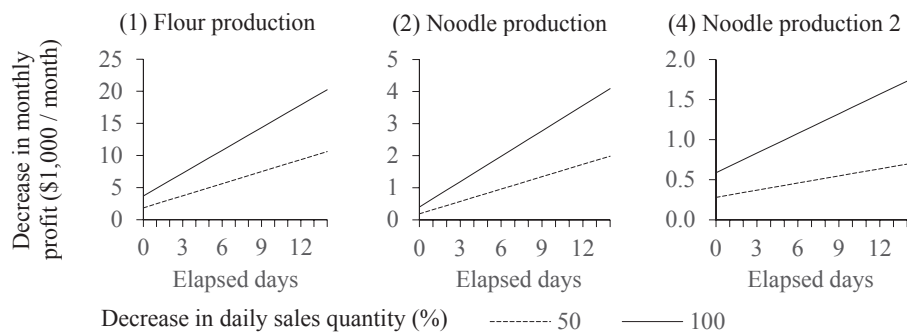 (1) Flour production
(2) Noodle production
(4) Noodle production 2
Decrease in monthly
profit ($1,000 / month)
25
20
15
10
5
0
0 3 6 9 12
Elapsed days
5
4
3
2
1
0
0 3 6 9 12
Elapsed days
2.0
1.5
1.0
0.5
0.0
0 3 6 9 12
Elapsed days
Decrease in daily sales quantity (%) 50 100